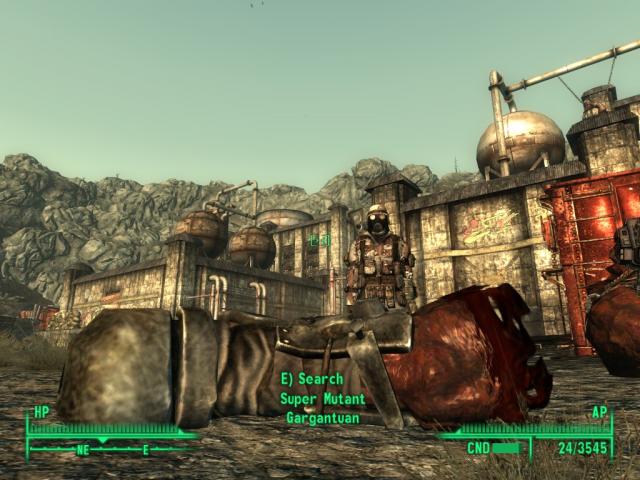 E) Search
Super Mutant
Gargantuan
HP
AP
NE
E
CND
24/3545